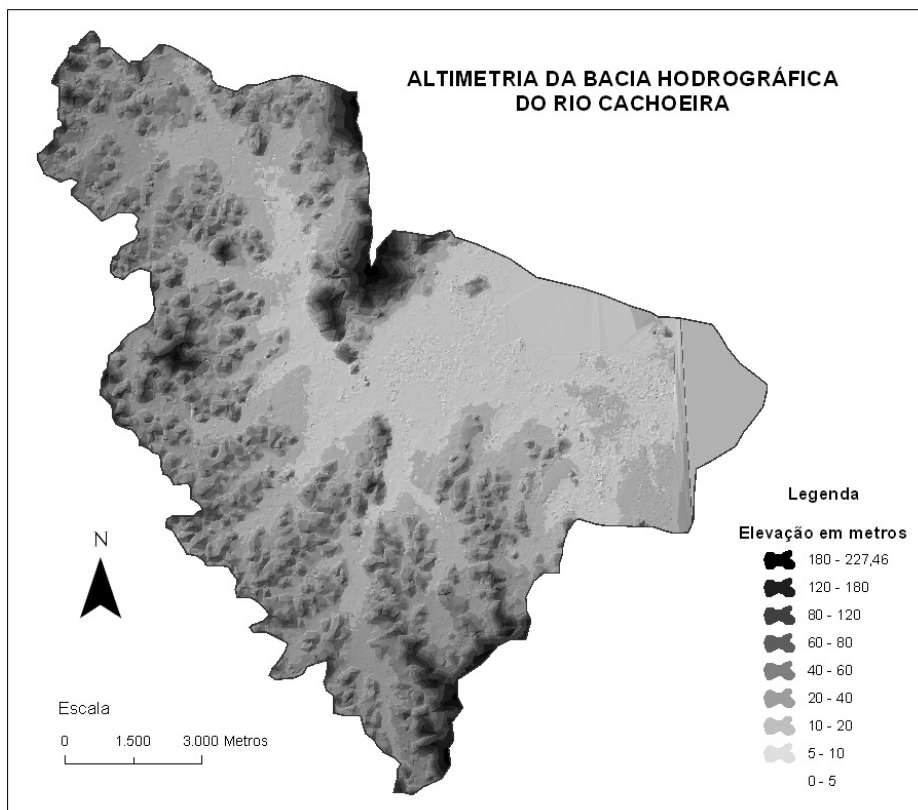 ALTIMETRIA DA BACIA HODROGRÁFICA
DO RIO CACHOEIRA
N
Escala
0 1.500 3.000 Metros
Legenda
Elevação em metros
180 - 227,46
120 - 180
80 - 120
60 - 80
40 - 60
20 - 40
10 - 20
5 - 10
0 - 5